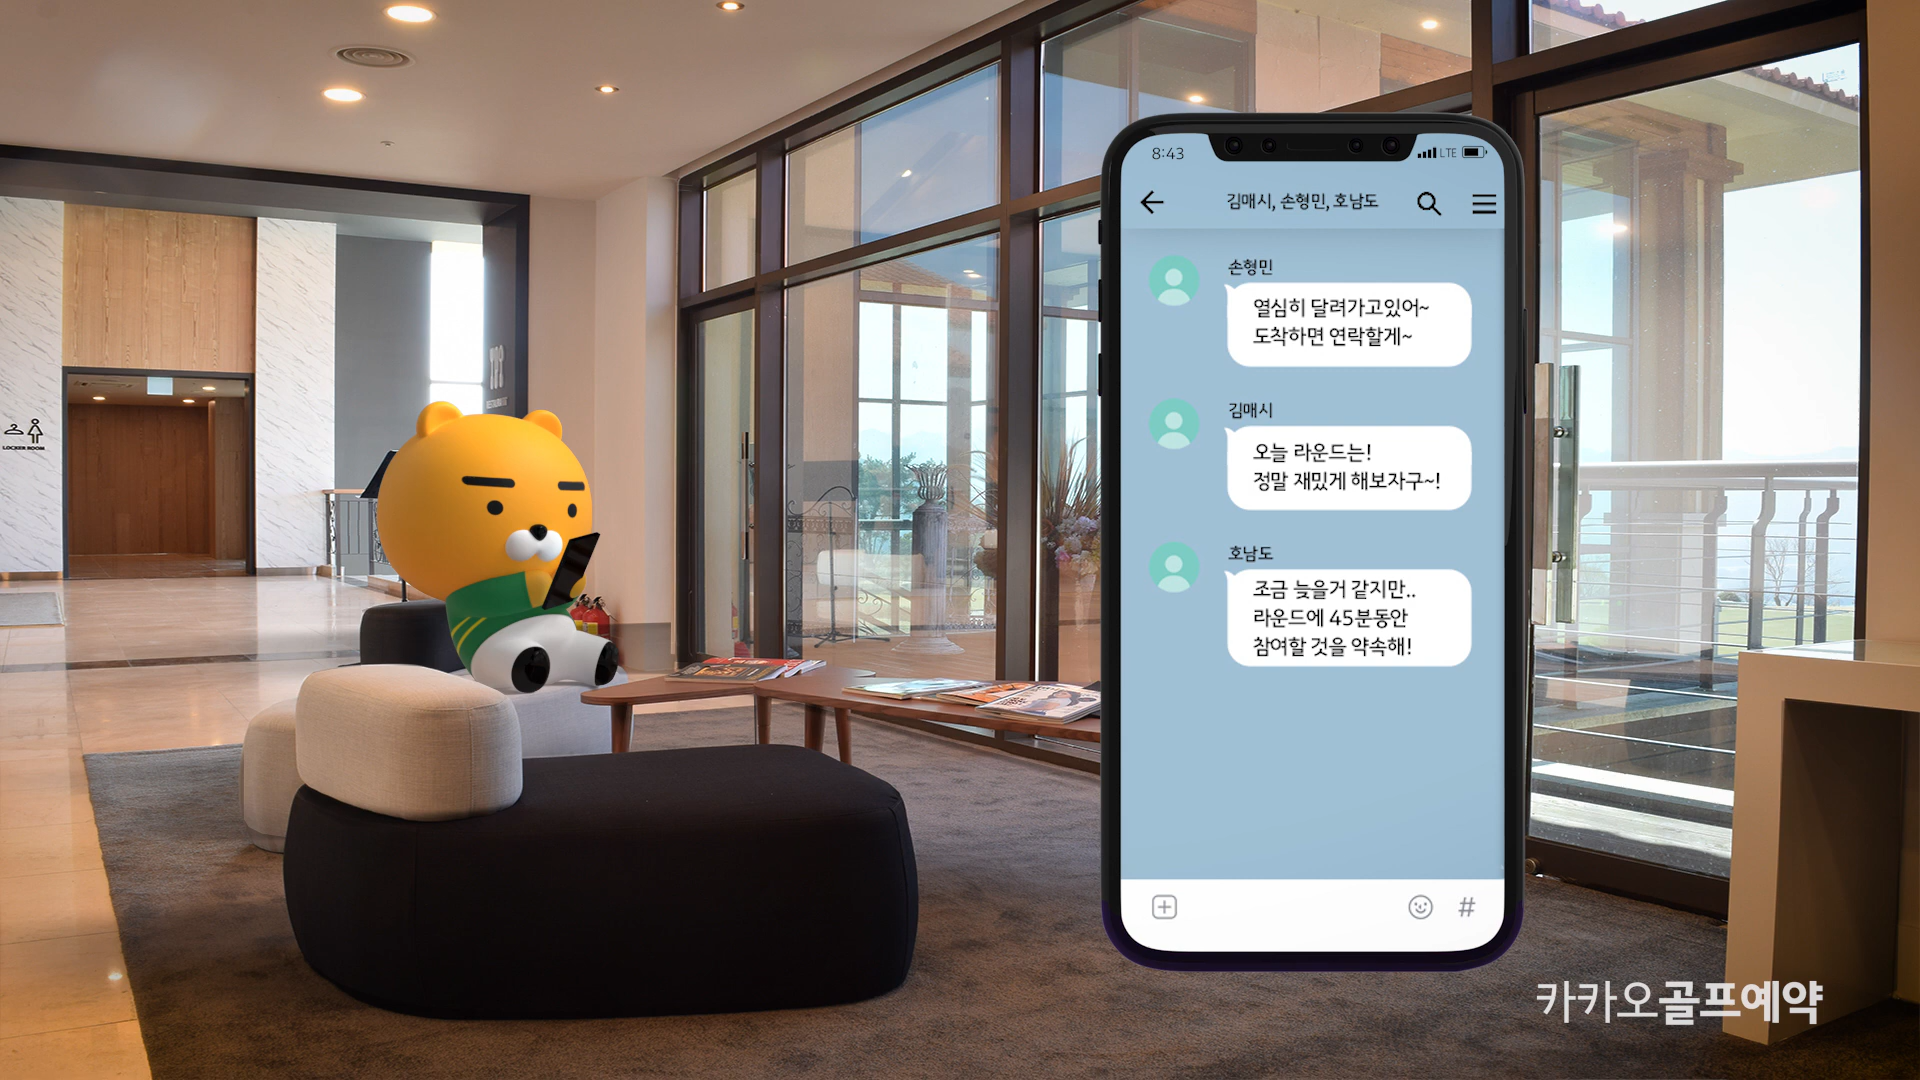 LOCKER ROOM
8:43
LTE
김매시, 손형민, 호남도
손형민
열심히 달려가고있어~
도착하면 연락할게~
김매시
오늘 라운드는!
정말 재밌게 해보자구~!
호남도
조금 늦을거 같지만..
라운드에 45분동안
참여할 것을 약속해!
#
카카오골프예약